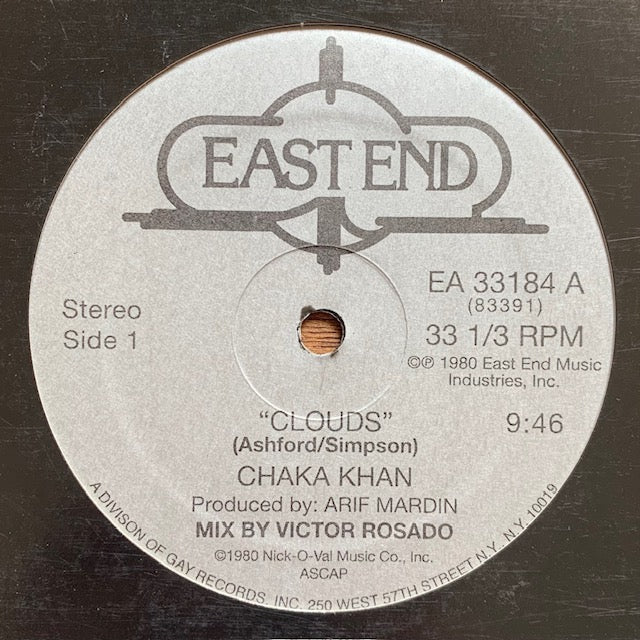 EAST END
EA 33184 A
(83391)
Stereo
Side 1
33 1/3 RPM
©℗ 1980 East End Music
Industries, Inc.
"CLOUDS"
9:46
(Ashford/Simpson)
CHAKA KHAN
Produced by: ARIF MARDIN
MIX BY VICTOR ROSADO
©1980 Nick-O-Val Music Co., Inc.
ASCAP
A DIVISON OF GAY RECORDS. INC. 250 WEST 57TH STREET N.Y. N.Y. 10019